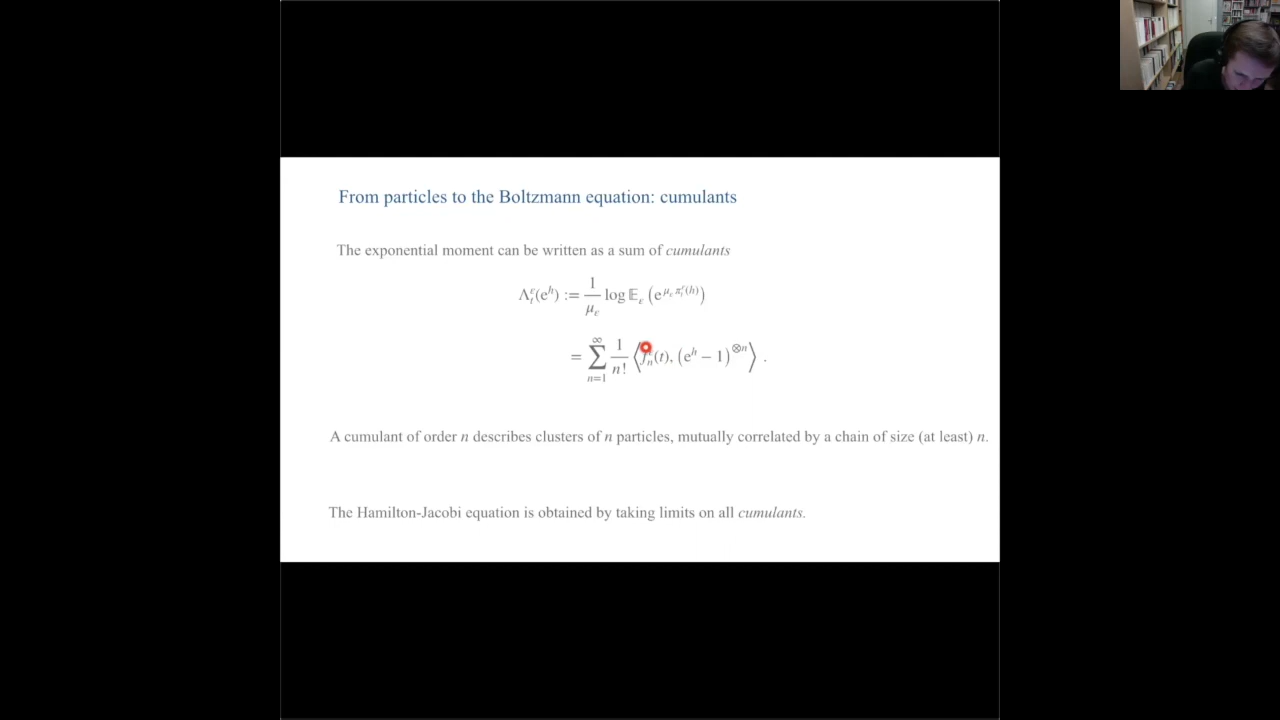 From particles to the Boltzmann equation: cumulants
The exponential moment can be written as a sum of cumulants
Λ_t^ε(e^h) := 1/μ_ε log 𝔼_ε (e^{μ_ε π_t^ε(h)})
= ∑_{n=1}^∞ 1/n! ⟨f_n^ε(t), (e^h − 1)^{⊗n}⟩ .
A cumulant of order n describes clusters of n particles, mutually correlated by a chain of size (at least) n.
The Hamilton-Jacobi equation is obtained by taking limits on all cumulants.